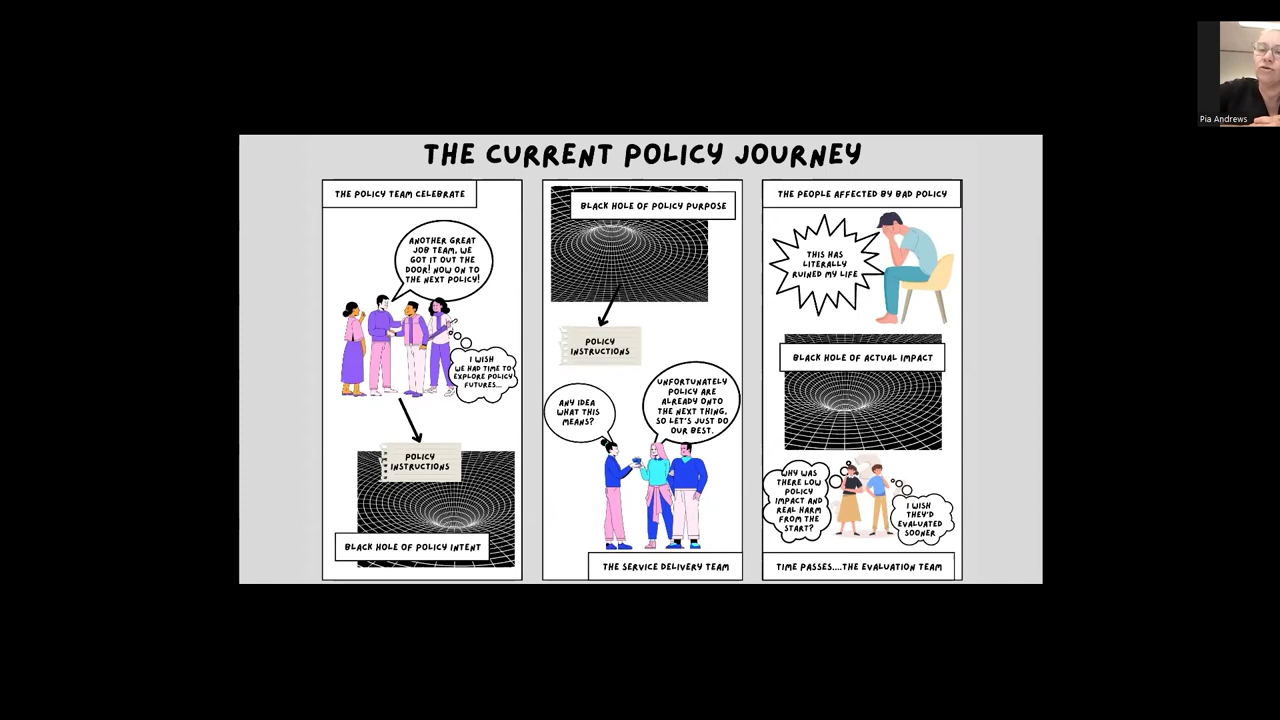 THE CURRENT POLICY JOURNEY
THE POLICY TEAM CELEBRATE
ANOTHER GREAT
JOB TEAM, WE
GOT IT OUT THE
DOOR! NOW ON TO
THE NEXT POLICY!
I WISH
WE HAD TIME TO
EXPLORE POLICY
FUTURES...
POLICY
INSTRUCTIONS
BLACK HOLE OF POLICY INTENT
BLACK HOLE OF POLICY PURPOSE
POLICY
INSTRUCTIONS
ANY IDEA
WHAT THIS
MEANS?
UNFORTUNATELY
POLICY ARE
ALREADY ONTO
THE NEXT THING,
SO LET'S JUST DO
OUR BEST.
THE SERVICE DELIVERY TEAM
THE PEOPLE AFFECTED BY BAD POLICY
THIS HAS
LITERALLY
RUINED MY LIFE
BLACK HOLE OF ACTUAL IMPACT
WHY WAS
THERE LOW
POLICY
IMPACT AND
REAL HARM
FROM THE
START?
I WISH
THEY'D
EVALUATED
SOONER
TIME PASSES....THE EVALUATION TEAM
Pia Andrews